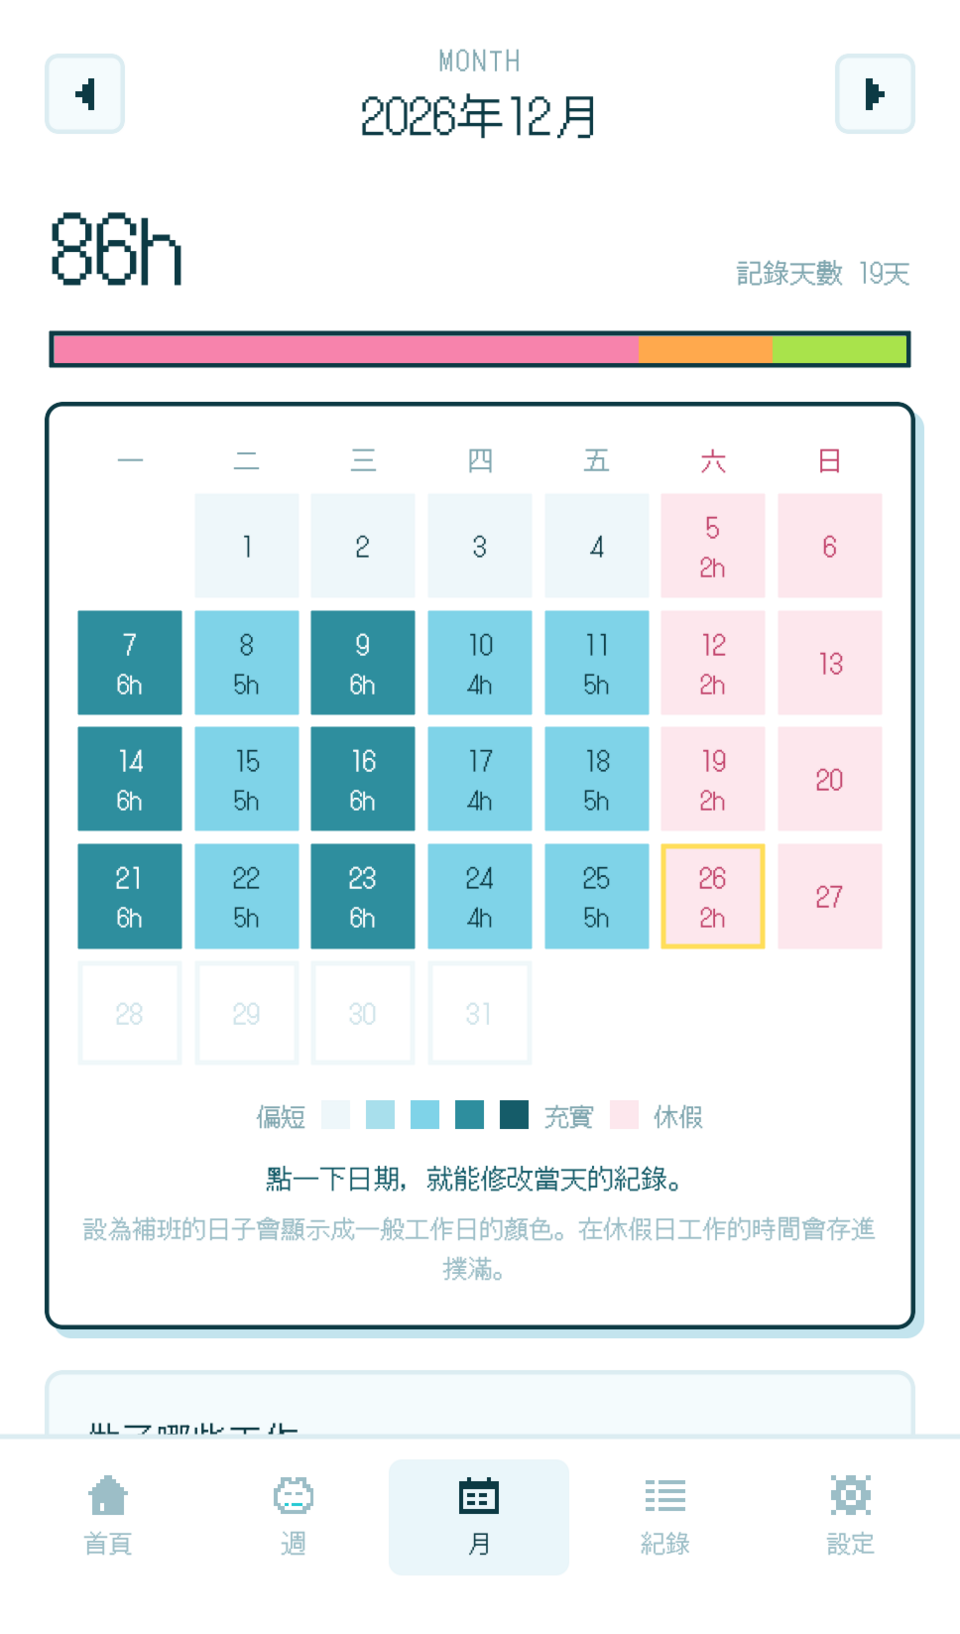 MONTH
2026年12月
86h
記錄天數 19天
一 二 三 四 五 六 日
1 2 3 4 5 6
2h
7 8 9 10 11 12 13
6h 5h 6h 4h 5h 2h
14 15 16 17 18 19 20
6h 5h 6h 4h 5h 2h
21 22 23 24 25 26 27
6h 5h 6h 4h 5h 2h
28 29 30 31
偏短 充實 休假
點一下日期，就能修改當天的紀錄。
設為補班的日子會顯示成一般工作日的顏色。在休假日工作的時間會存進
撲滿。
首頁 週 月 紀錄 設定